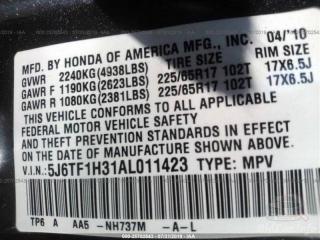 MFD. BY HONDA OF AMERICA MFG., INC. 04/10
GVWR 2240KG(4938LBS) TIRE SIZE RIM SIZE
GAWR F 1190KG(2623LBS) 225/65R17 102T 17X6.5J
GAWR R 1080KG(2381LBS) 225/65R17 102T 17X6.5J
THIS VEHICLE CONFORMS TO ALL APPLICABLE
FEDERAL MOTOR VEHICLE SAFETY, BUMPER,
AND THEFT PREVENTION STANDARDS IN EFFECT
ON THE DATE OF MANUFACTURE SHOWN ABOVE.
V.I.N:5J6TF1H31AL011423 TYPE: MPV
TP6 A AA5 -NH737M -A-L